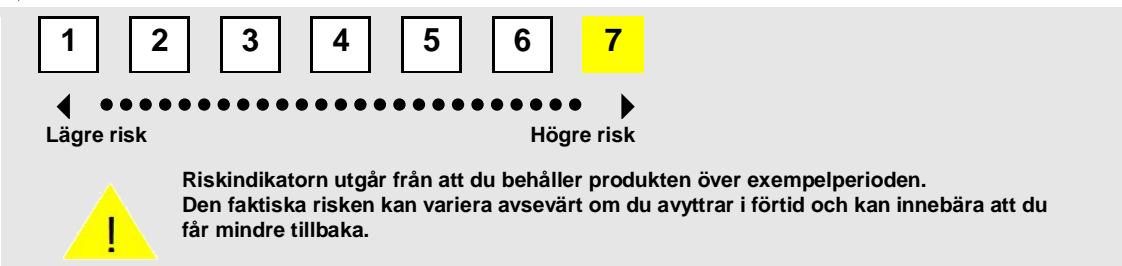 1 2 3 4 5 6 7
Lägre risk Högre risk
Riskindikatorn utgår från att du behåller produkten över exempelperioden.
Den faktiska risken kan variera avsevärt om du avyttrar i förtid och kan innebära att du
får mindre tillbaka.
!